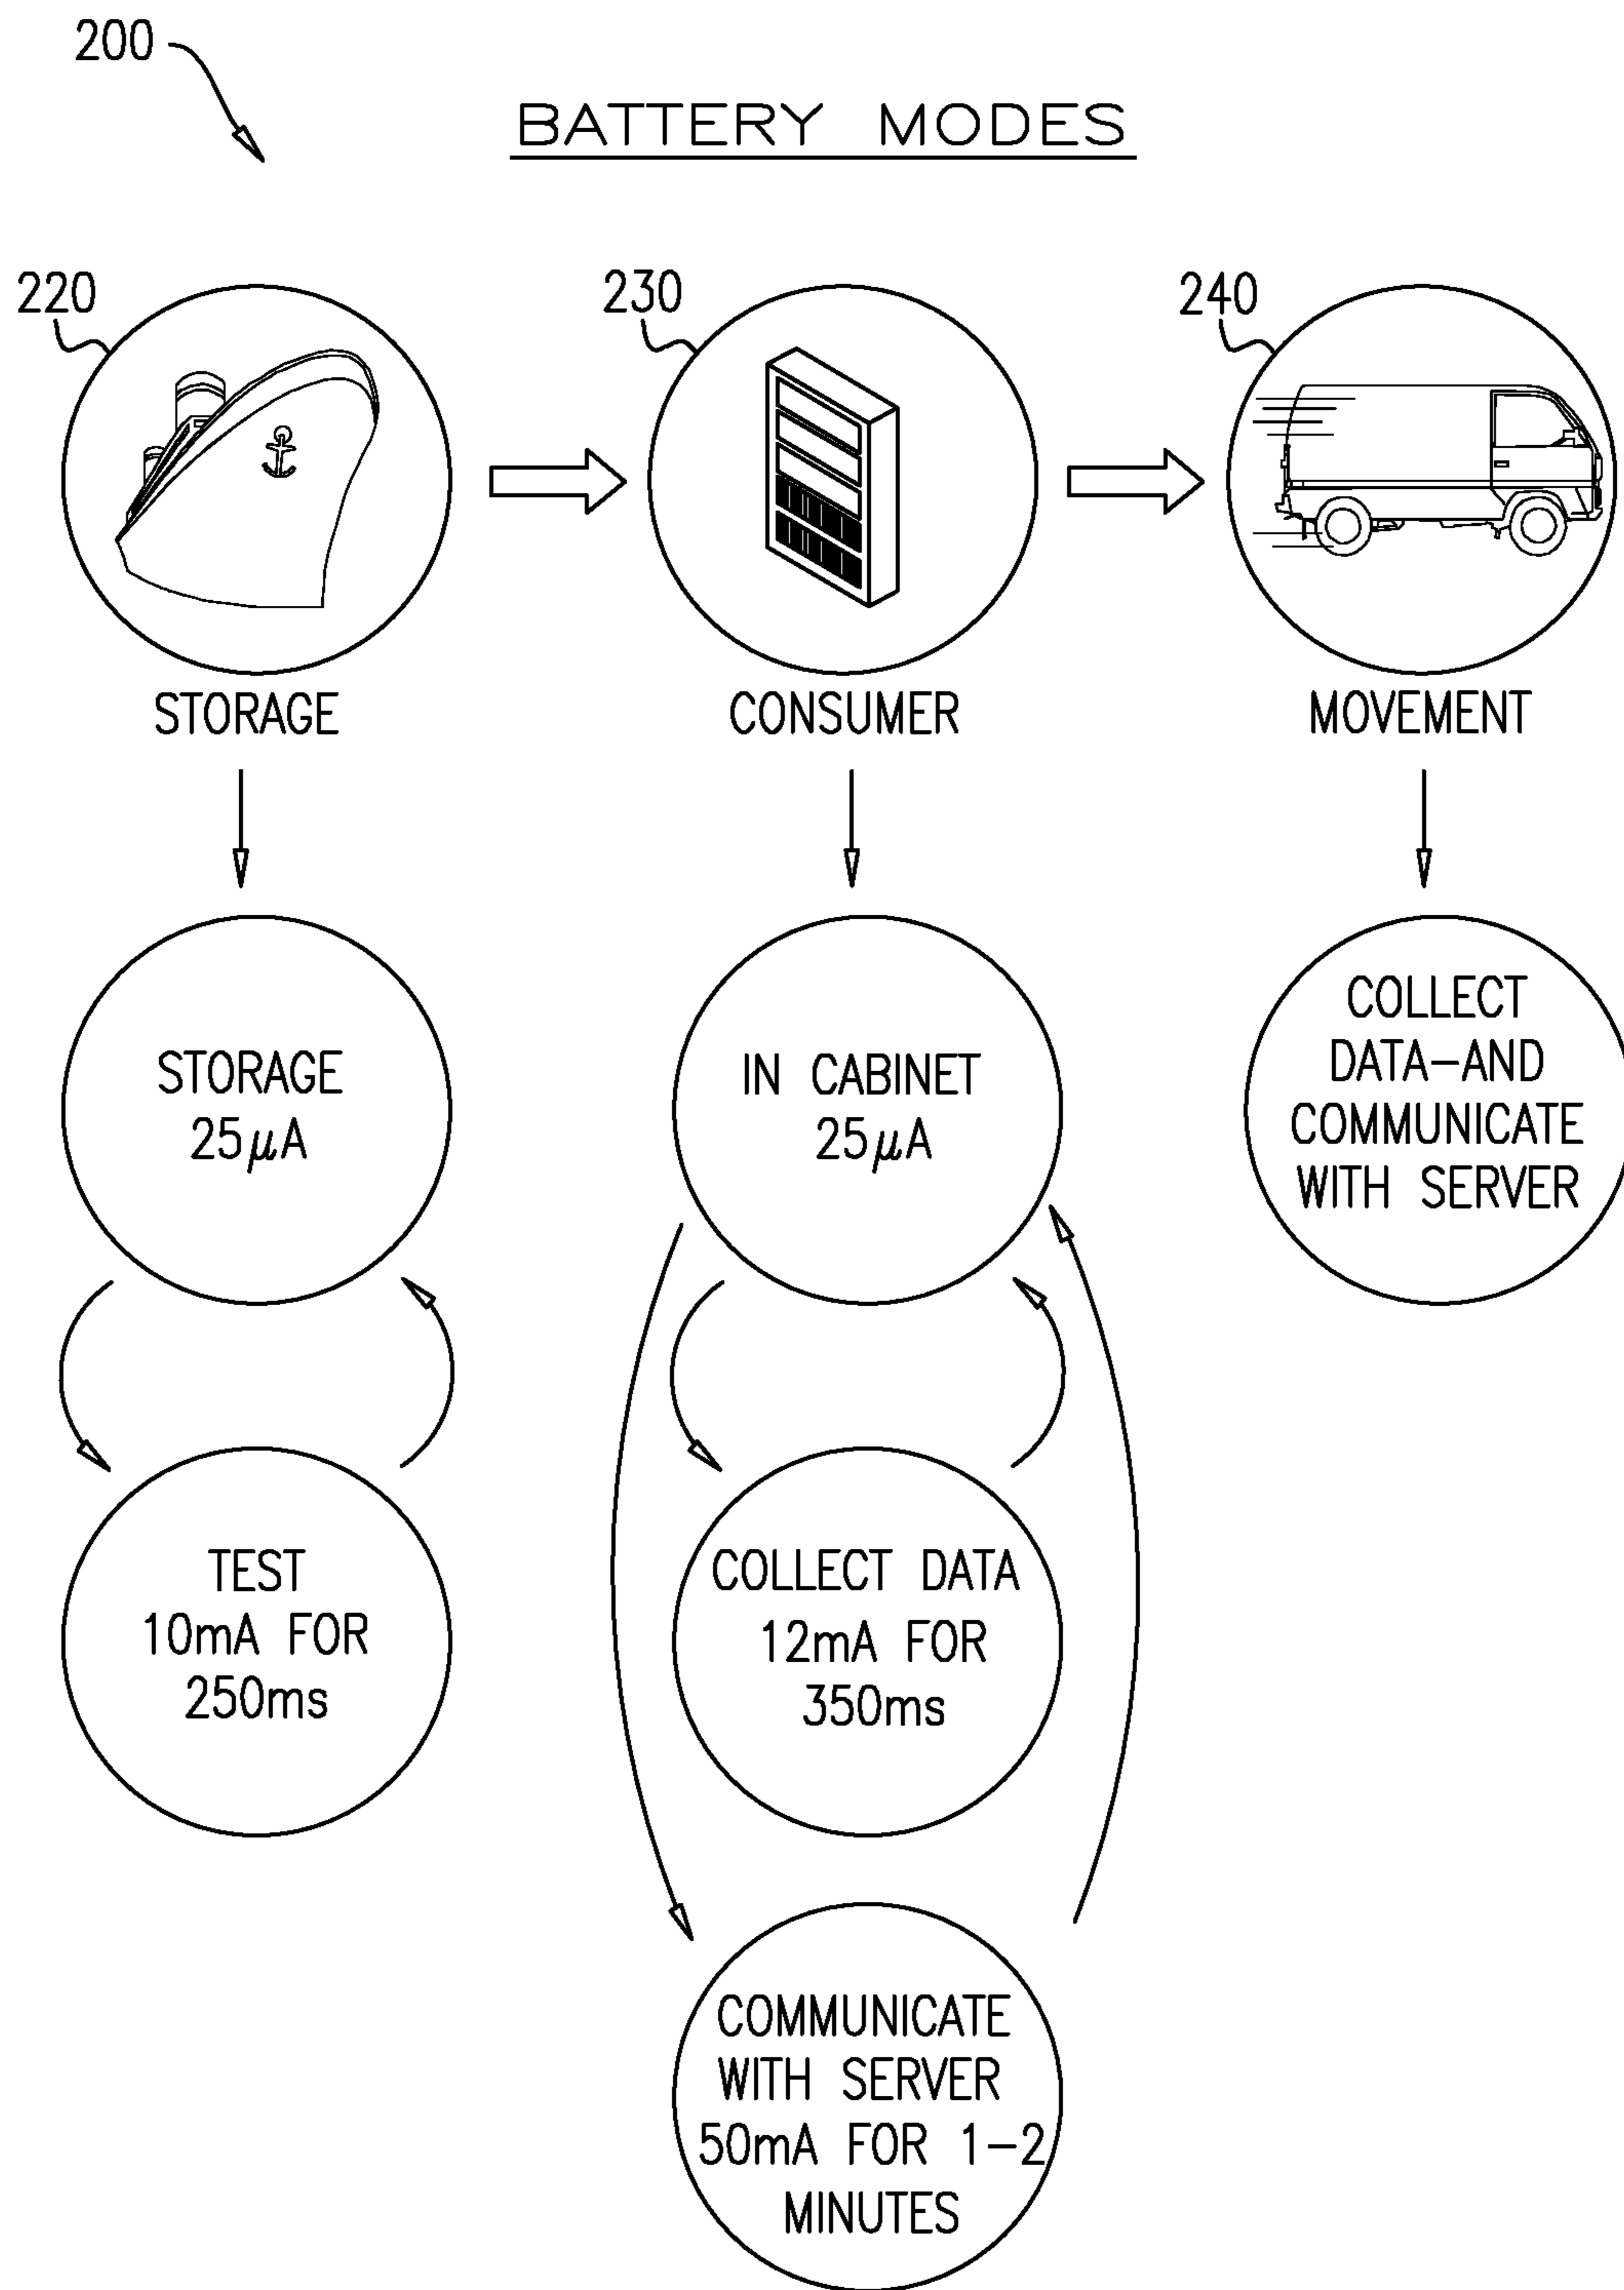 200
BATTERY MODES
220
230
240
STORAGE
CONSUMER
MOVEMENT
STORAGE
25μA
IN CABINET
25μA
COLLECT
DATA-AND
COMMUNICATE
WITH SERVER
TEST
10mA FOR
250ms
COLLECT DATA
12mA FOR
350ms
COMMUNICATE
WITH SERVER
50mA FOR 1-2
MINUTES